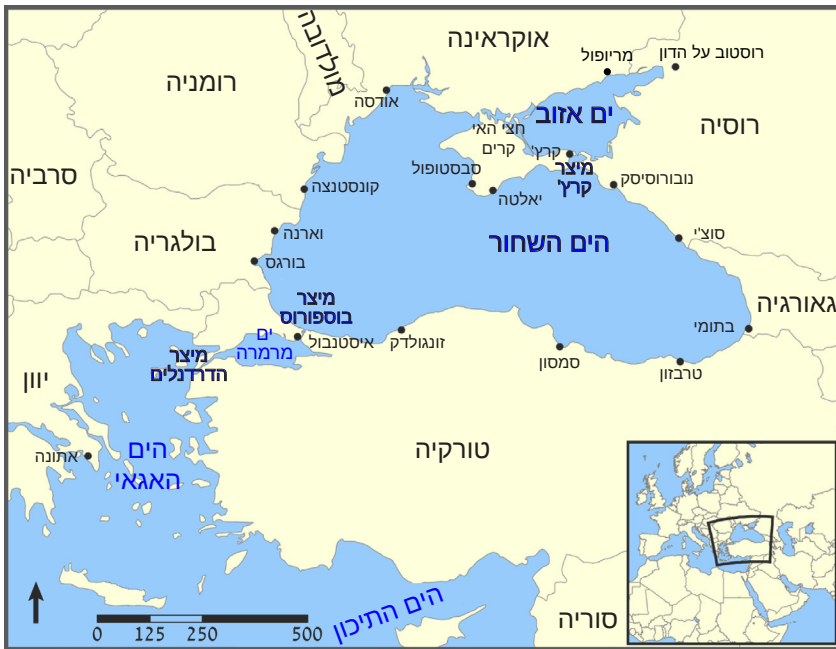 אוקראינה
מולדובה
רומניה
מריופול
רוסטוב על הדון
אודסה
ים אזוב
רוסיה
חצי האי
קרים
קרץ'
מיצר
קרץ'
סבסטופול
יאלטה
נובורוסיסק
סרביה
קונסטנצה
וארנה
בולגריה
בורגס
הים השחור
סוצ'י
גאורגיה
בתומי
מיצר
בוספורוס
ים
מרמרה
איסטנבול
זונגולדק
סמסון
טרבזון
מיצר
הדרדנלים
יוון
אתונה
הים
האגאי
טורקיה
הים התיכון
סוריה
0 125 250 500